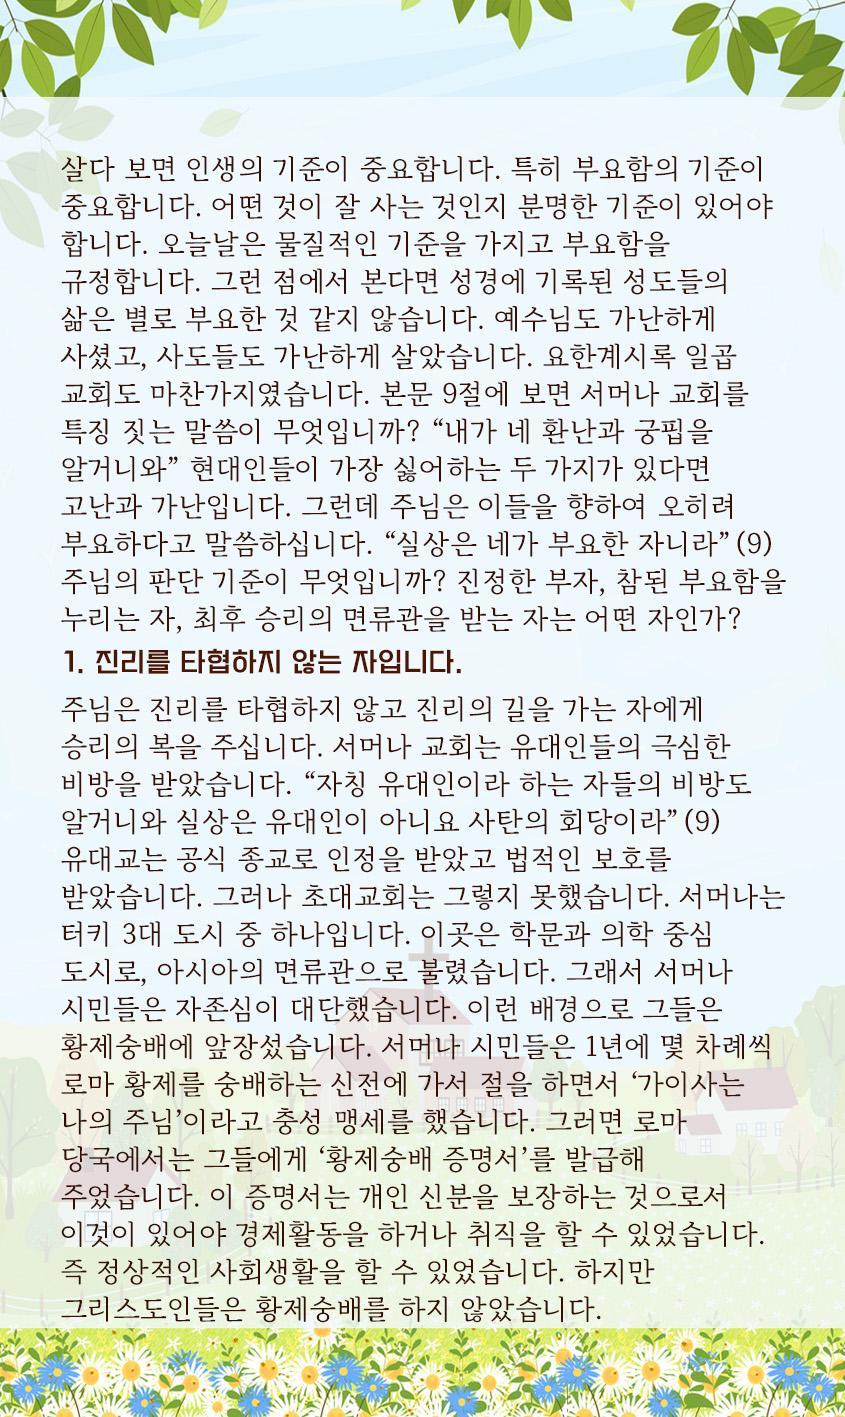 살다 보면 인생의 기준이 중요합니다. 특히 부요함의 기준이
중요합니다. 어떤 것이 잘 사는 것인지 분명한 기준이 있어야
합니다. 오늘날은 물질적인 기준을 가지고 부요함을
규정합니다. 그런 점에서 본다면 성경에 기록된 성도들의
삶은 별로 부요한 것 같지 않습니다. 예수님도 가난하게
사셨고, 사도들도 가난하게 살았습니다. 요한계시록 일곱
교회도 마찬가지였습니다. 본문 9절에 보면 서머나 교회를
특징 짓는 말씀이 무엇입니까? “내가 네 환난과 궁핍을
알거니와” 현대인들이 가장 싫어하는 두 가지가 있다면
고난과 가난입니다. 그런데 주님은 이들을 향하여 오히려
부요하다고 말씀하십니다. “실상은 네가 부요한 자니라” (9)
주님의 판단 기준이 무엇입니까? 진정한 부자, 참된 부요함을
누리는 자, 최후 승리의 면류관을 받는 자는 어떤 자인가?
1. 진리를 타협하지 않는 자입니다.
주님은 진리를 타협하지 않고 진리의 길을 가는 자에게
승리의 복을 주십니다. 서머나 교회는 유대인들의 극심한
비방을 받았습니다. “자칭 유대인이라 하는 자들의 비방도
알거니와 실상은 유대인이 아니요 사탄의 회당이라” (9)
유대교는 공식 종교로 인정을 받았고 법적인 보호를
받았습니다. 그러나 초대교회는 그렇지 못했습니다. 서머나는
터키 3대 도시 중 하나입니다. 이곳은 학문과 의학 중심
도시로, 아시아의 면류관으로 불렸습니다. 그래서 서머나
시민들은 자존심이 대단했습니다. 이런 배경으로 그들은
황제숭배에 앞장섰습니다. 서머나 시민들은 1년에 몇 차례씩
로마 황제를 숭배하는 신전에 가서 절을 하면서 ‘가이사는
나의 주님’이라고 충성 맹세를 했습니다. 그러면 로마
당국에서는 그들에게 ‘황제숭배 증명서’를 발급해
주었습니다. 이 증명서는 개인 신분을 보장하는 것으로서
이것이 있어야 경제활동을 하거나 취직을 할 수 있었습니다.
즉 정상적인 사회생활을 할 수 있었습니다. 하지만
그리스도인들은 황제숭배를 하지 않았습니다.